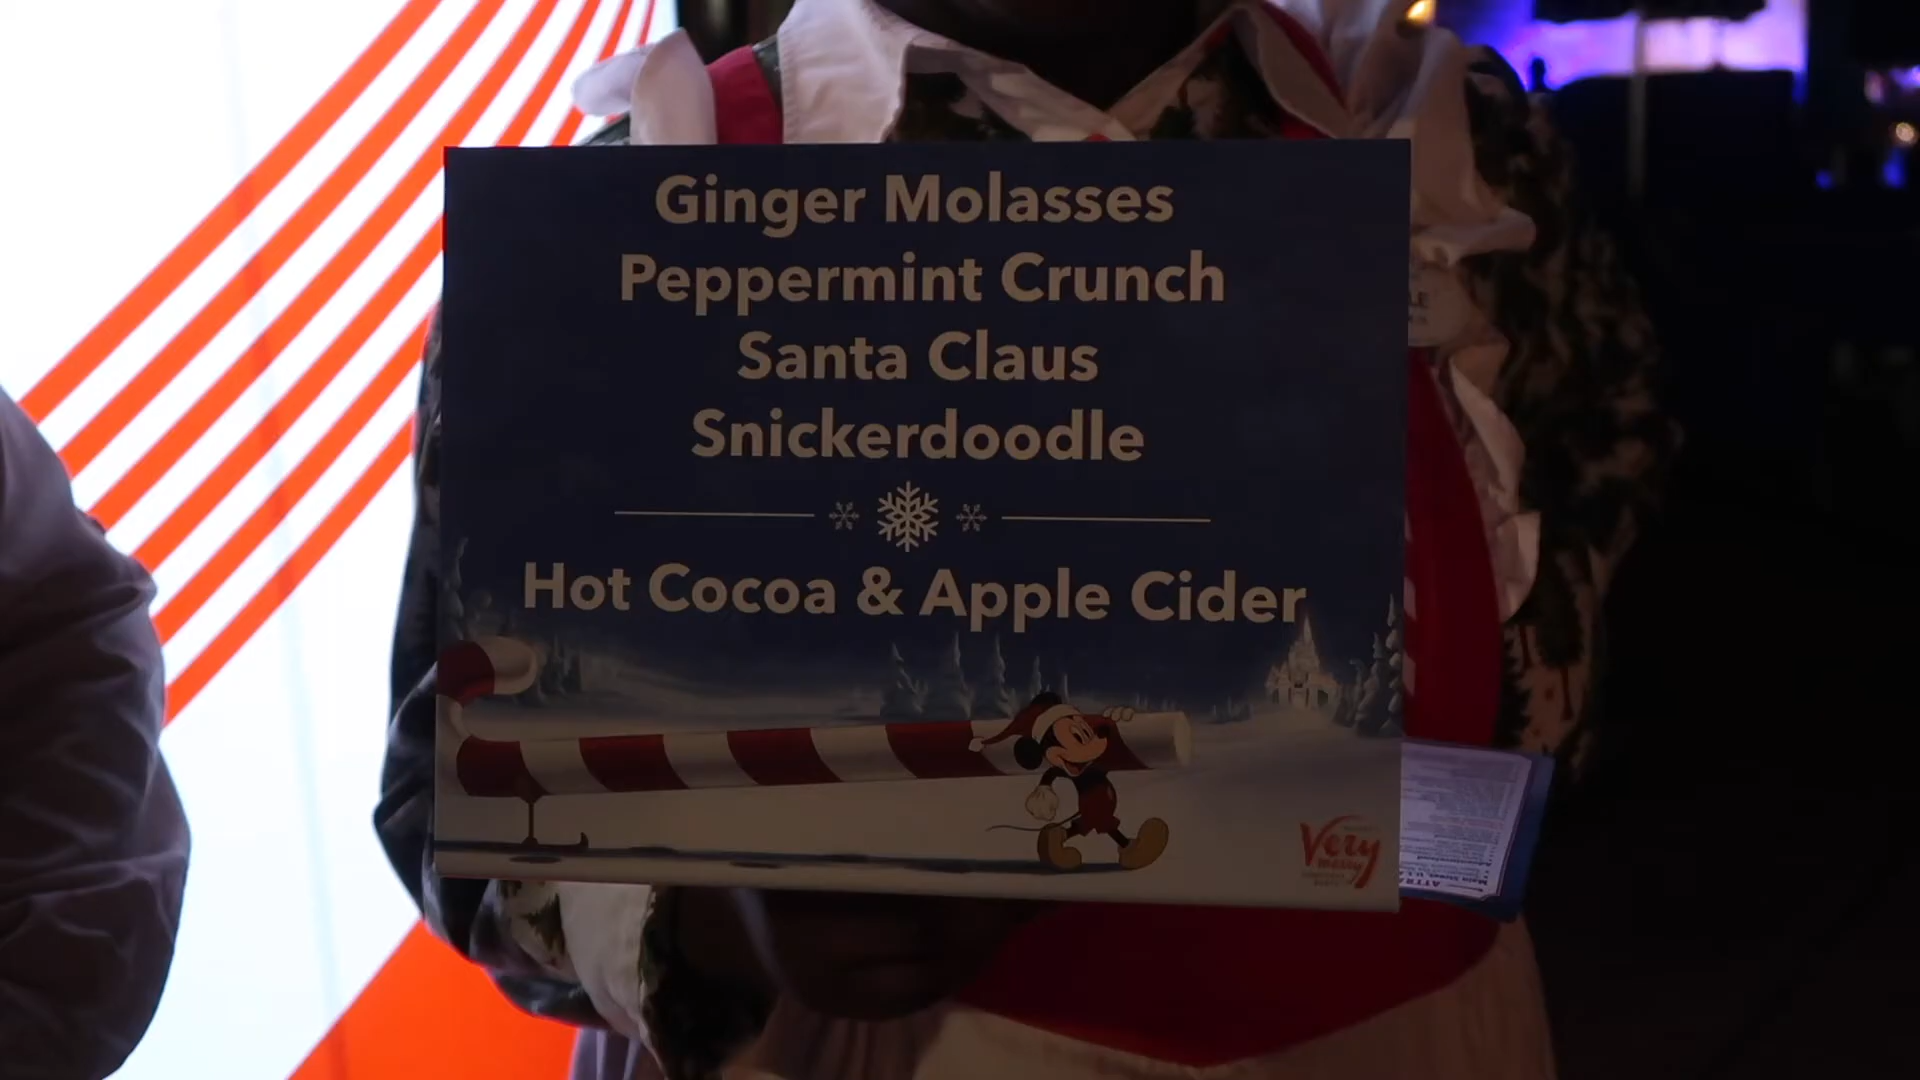 Ginger Molasses
Peppermint Crunch
Santa Claus
Snickerdoodle
Hot Cocoa & Apple Cider
Very
Merry